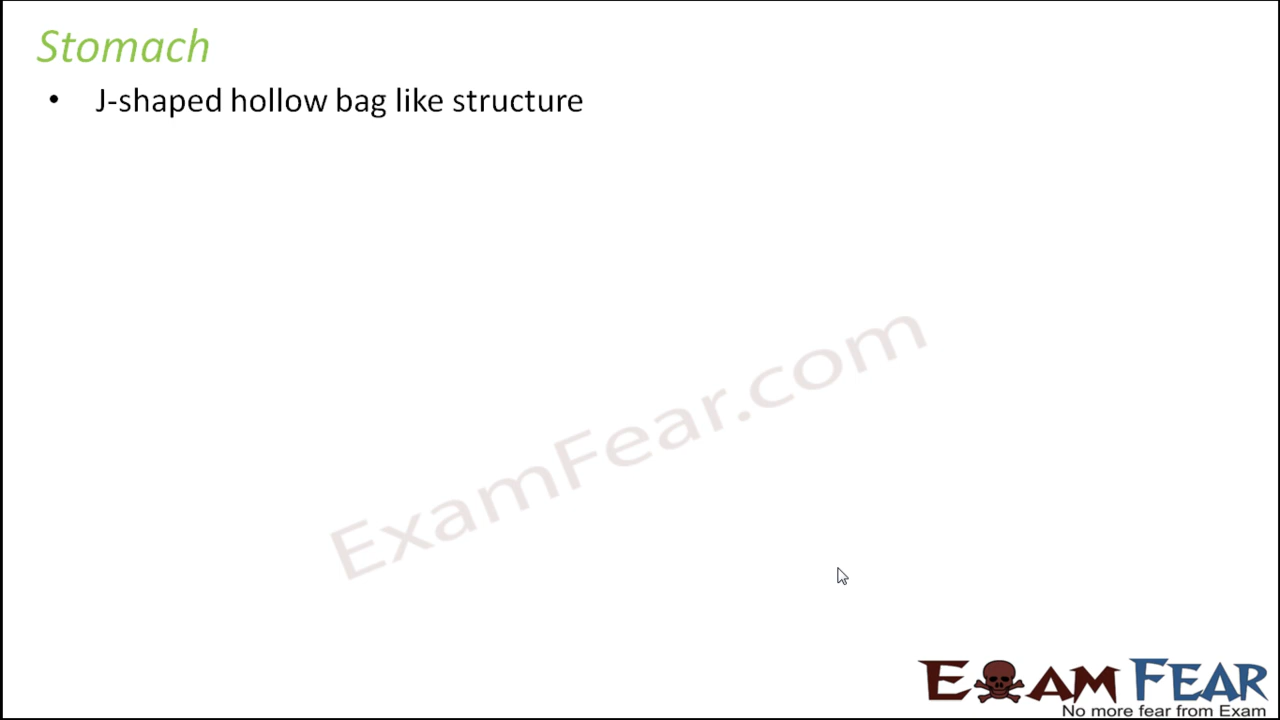 Stomach
• J-shaped hollow bag like structure
ExamFear.com
EXAM FEAR
No more fear from Exam